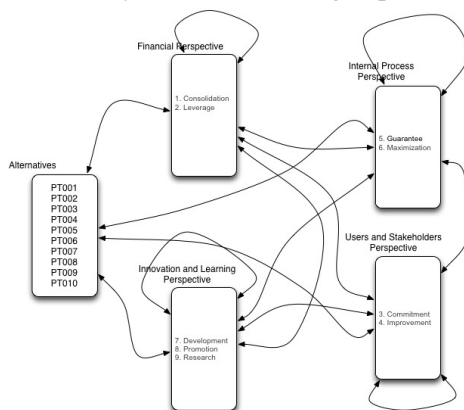 Financial Perspective
1. Consolidation
2. Leverage
Internal Process
Perspective
5. Guarantee
6. Maximization
Alternatives
PT001
PT002
PT003
PT004
PT005
PT006
PT007
PT008
PT009
PT010
Innovation and Learning
Perspective
7. Development
8. Promotion
9. Research
Users and Stakeholders
Perspective
3. Commitment
4. Improvement